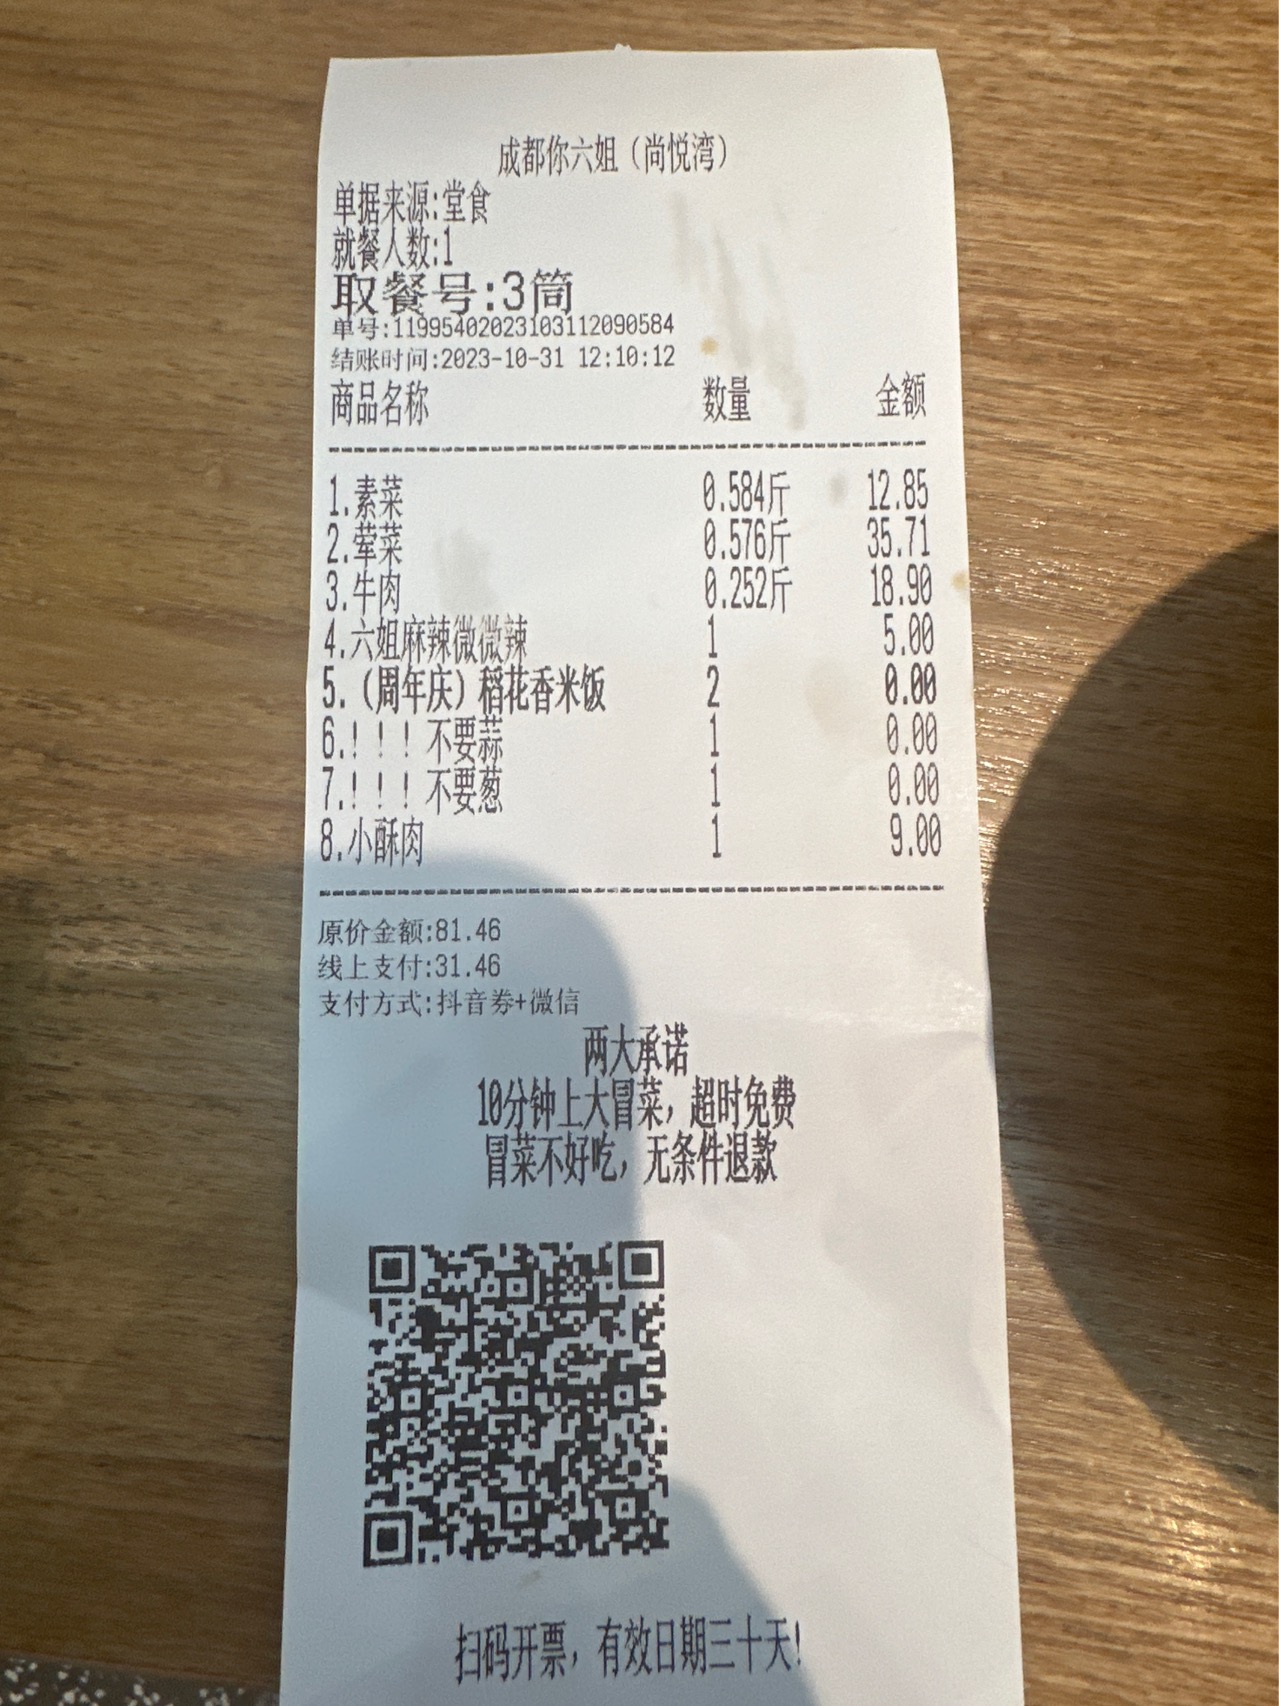 成都你六姐（尚悦湾）
单据来源:堂食
就餐人数:1
取餐号:3筒
单号:11995402023103112090584
结账时间:2023-10-31 12:10:12
商品名称 数量 金额
1.素菜 0.584斤 12.85
2.荤菜 0.576斤 35.71
3.牛肉 0.252斤 18.90
4.六姐麻辣微微辣 1 5.00
5.（周年庆）稻花香米饭 2 0.00
6.！！！不要蒜 1 0.00
7.！！！不要葱 1 0.00
8.小酥肉 1 9.00
原价金额:81.46
线上支付:31.46
支付方式:抖音券+微信
两大承诺
10分钟上大冒菜，超时免费
冒菜不好吃，无条件退款
扫码开票，有效日期三十天!